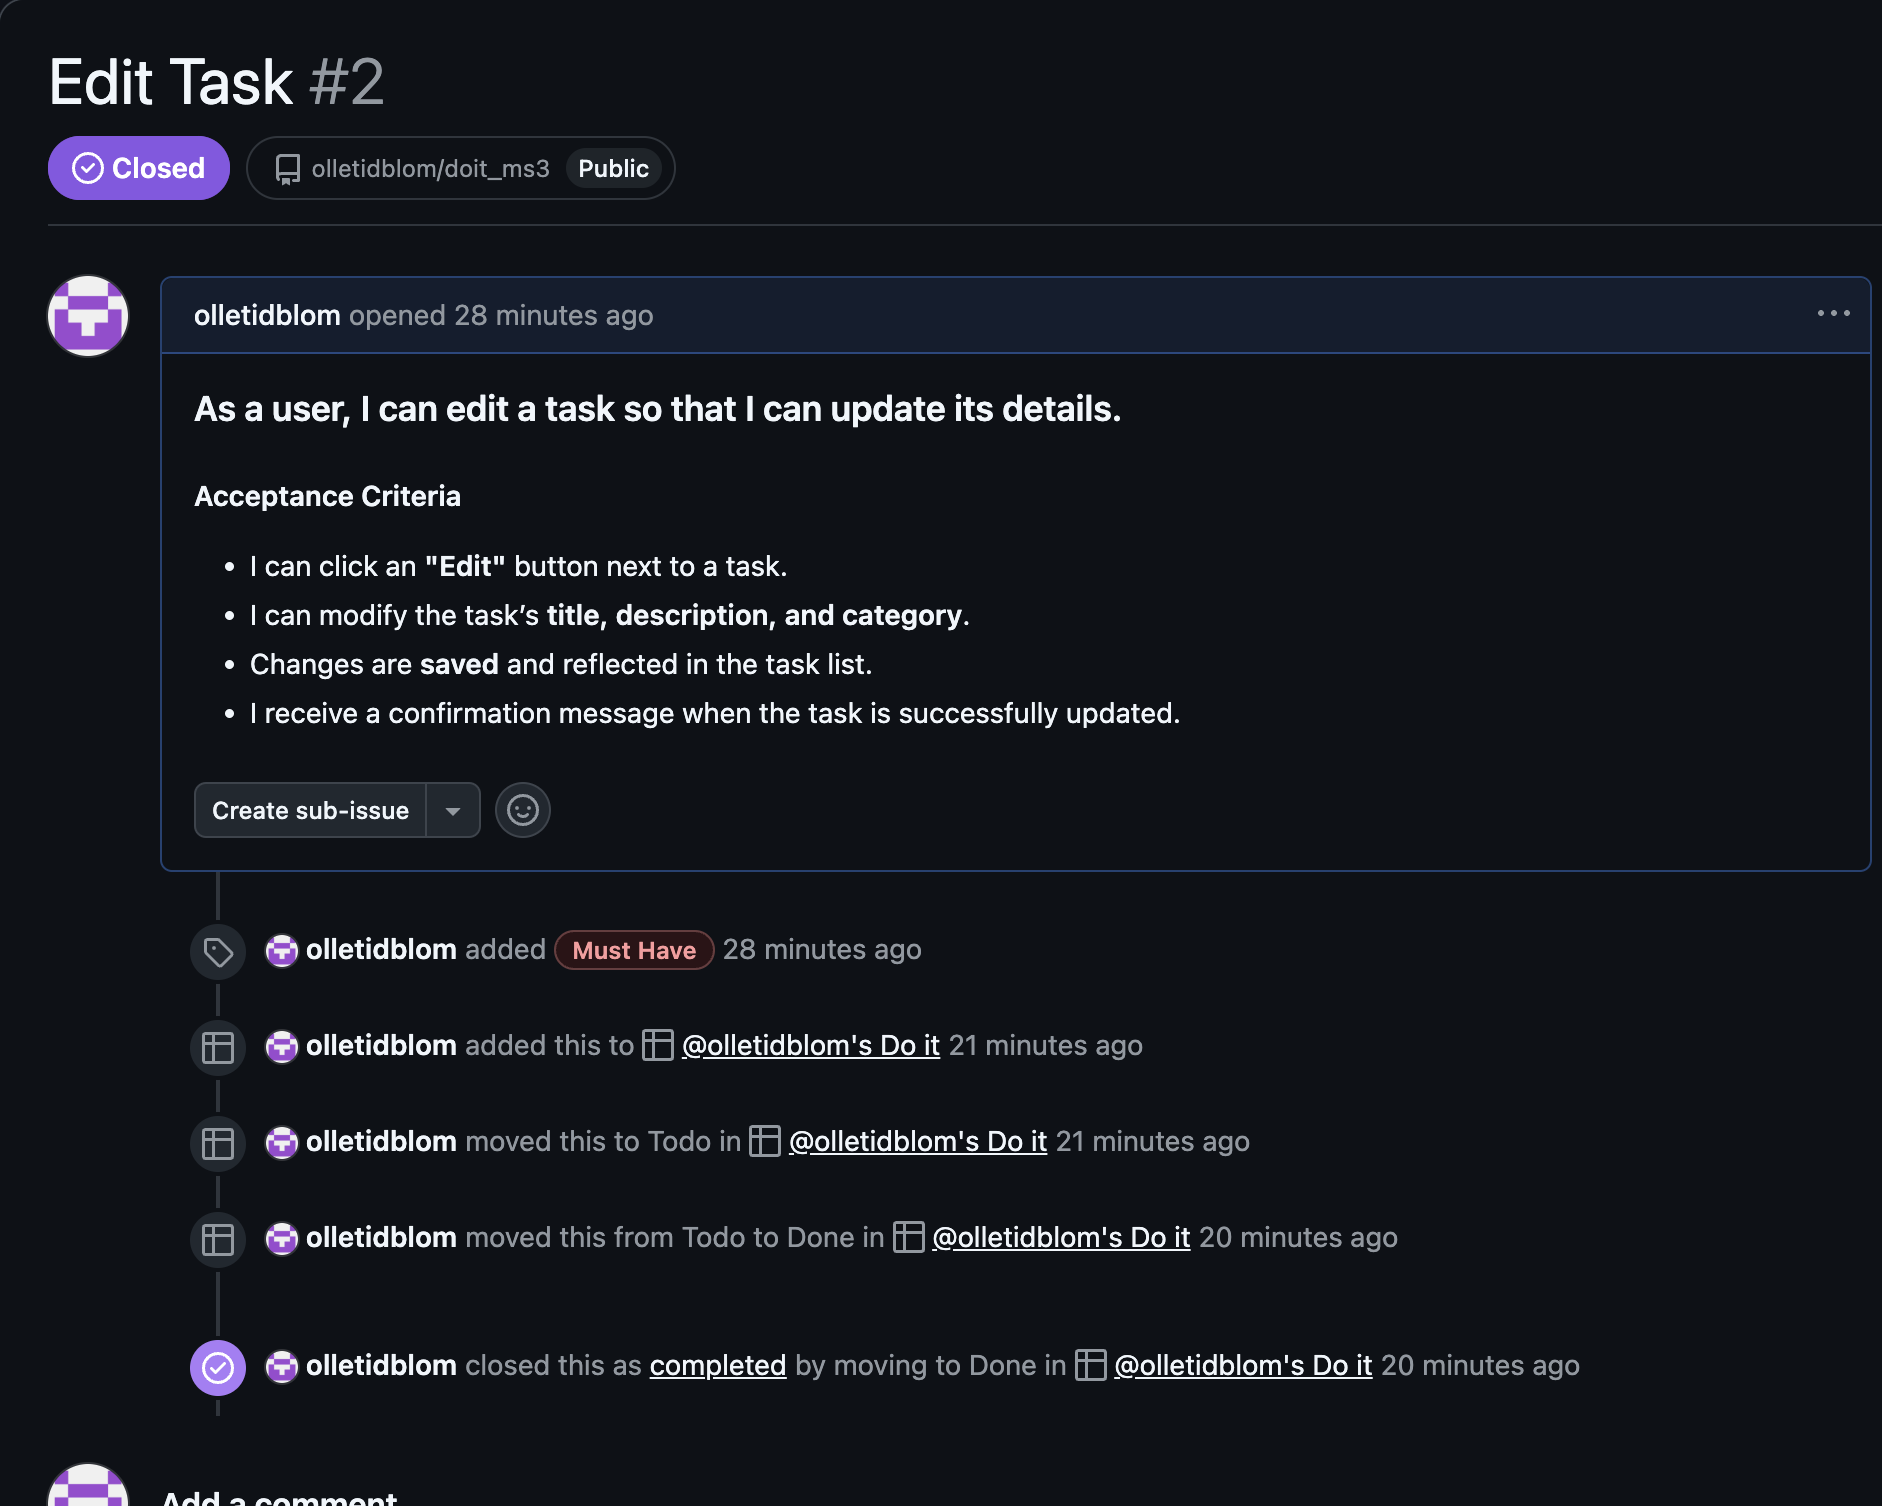 Edit Task #2
Closed olletidblom/doit_ms3 Public
olletidblom opened 28 minutes ago
As a user, I can edit a task so that I can update its details.
Acceptance Criteria
• I can click an "Edit" button next to a task.
• I can modify the task’s title, description, and category.
• Changes are saved and reflected in the task list.
• I receive a confirmation message when the task is successfully updated.
Create sub-issue
olletidblom added Must Have 28 minutes ago
olletidblom added this to @olletidblom's Do it 21 minutes ago
olletidblom moved this to Todo in @olletidblom's Do it 21 minutes ago
olletidblom moved this from Todo to Done in @olletidblom's Do it 20 minutes ago
olletidblom closed this as completed by moving to Done in @olletidblom's Do it 20 minutes ago
Add a comment